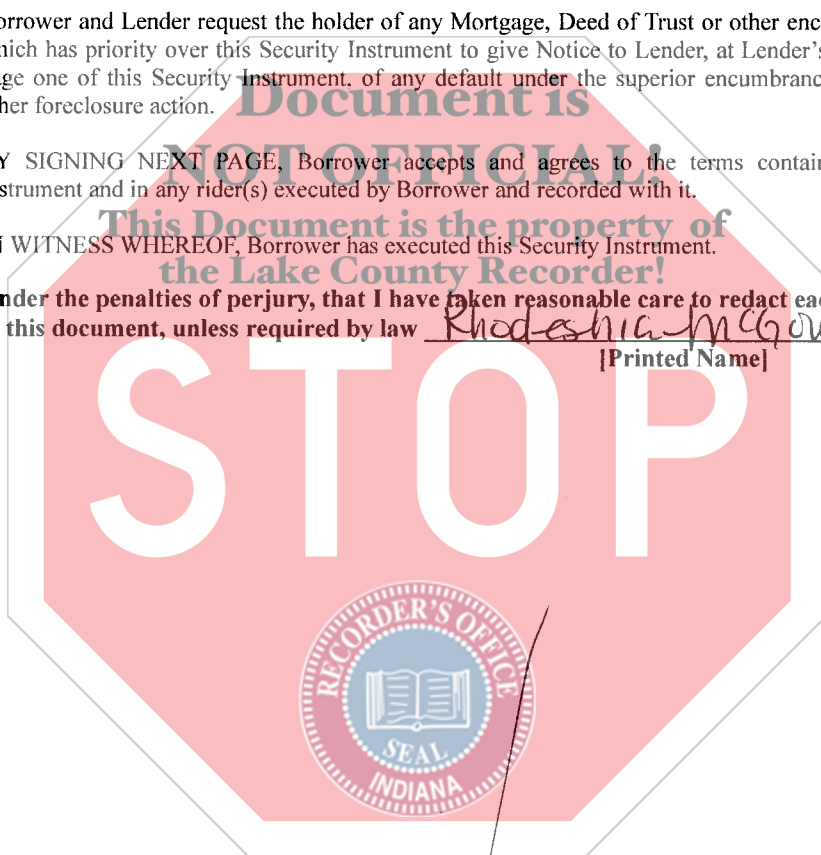 orrower and Lender request the holder of any Mortgage, Deed of Trust or other enc
hich has priority over this Security Instrument to give Notice to Lender, at Lender's
ge one of this Security Instrument, of any default under the superior encumbranc
her foreclosure action.
Document is
Y SIGNING NEXT PAGE, Borrower accepts and agrees to the terms contain
NOT OFFICIAL!
strument and in any rider(s) executed by Borrower and recorded with it.
This Document is the property of
WITNESS WHEREOF, Borrower has executed this Security Instrument.
the Lake County Recorder!
nder the penalties of perjury, that I have taken reasonable care to redact ea
this document, unless required by law Rhodeshia McGou
[Printed Name]
STOP
RECORDER'S OFFICE
SEAL
INDIANA